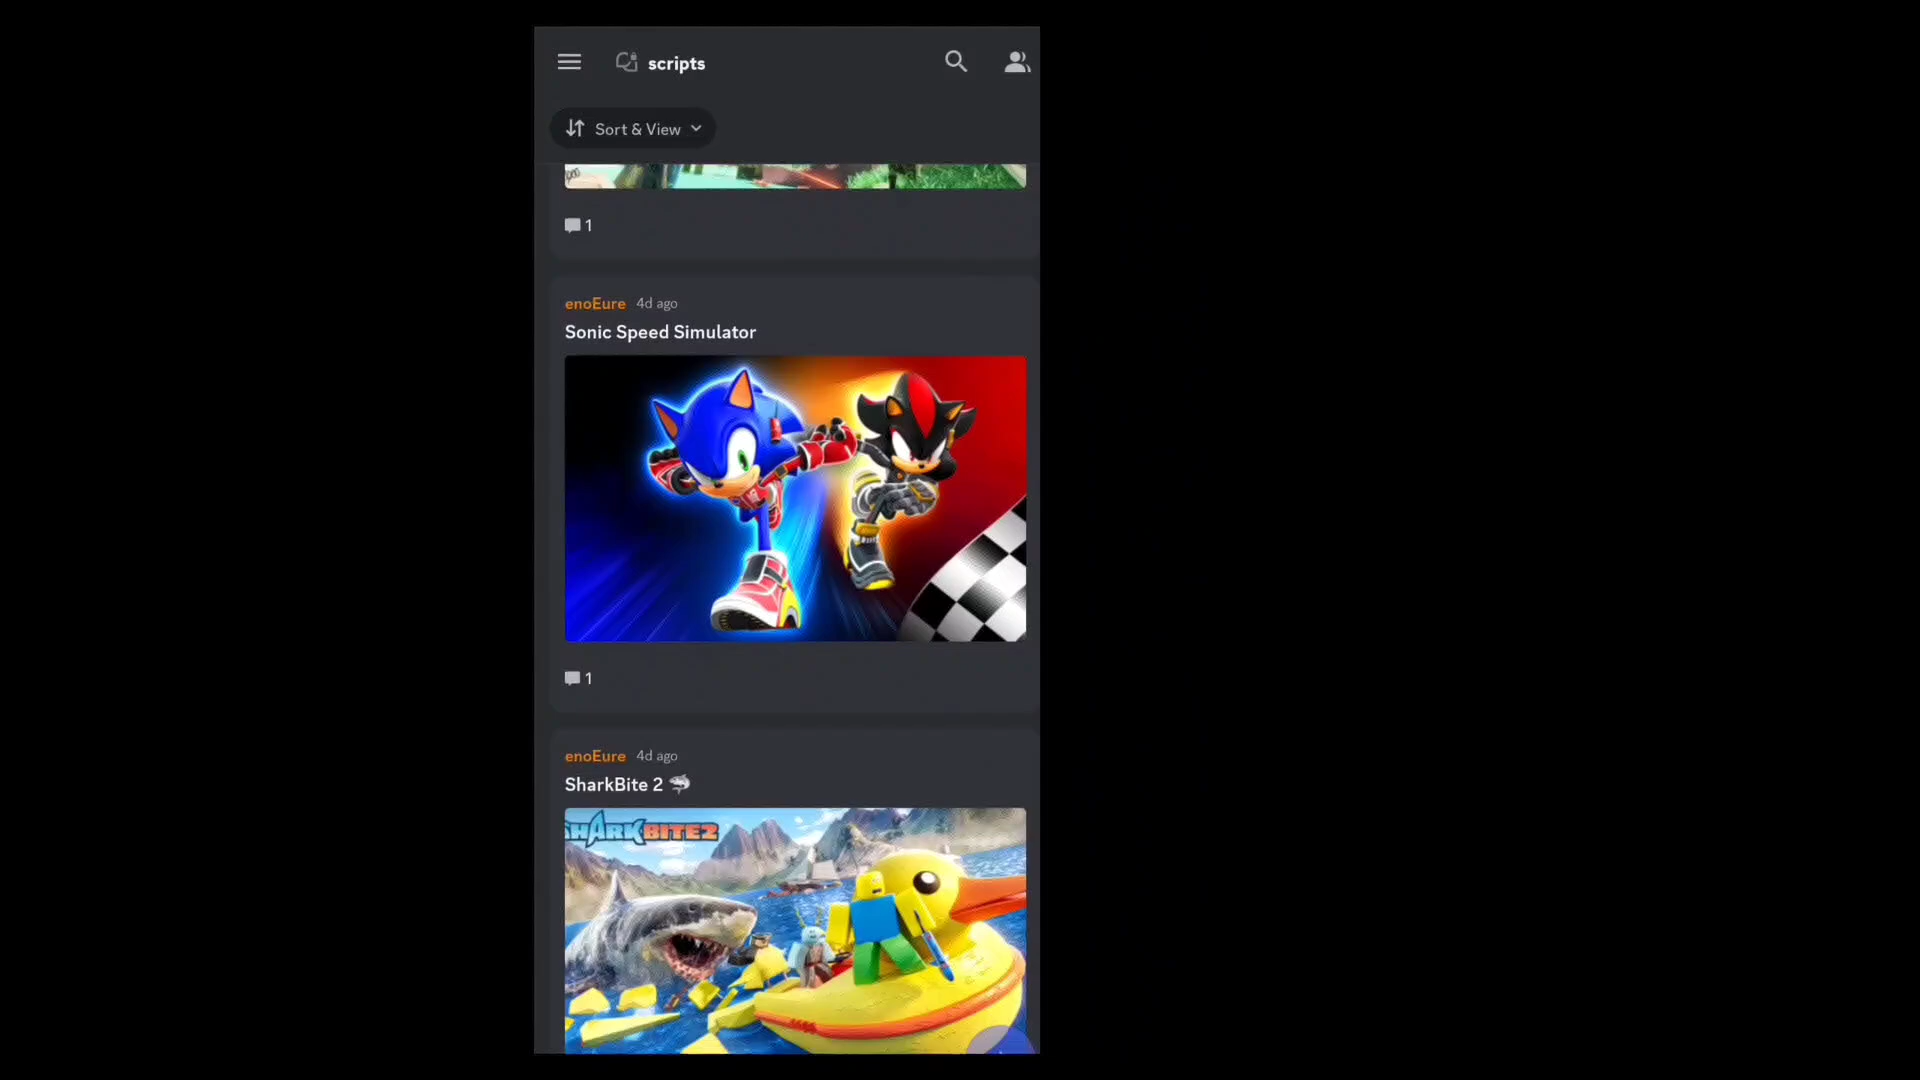 scripts
Sort & View
1
enoEure 4d ago
Sonic Speed Simulator
1
enoEure 4d ago
SharkBite 2 🦈
SHARKBITE2